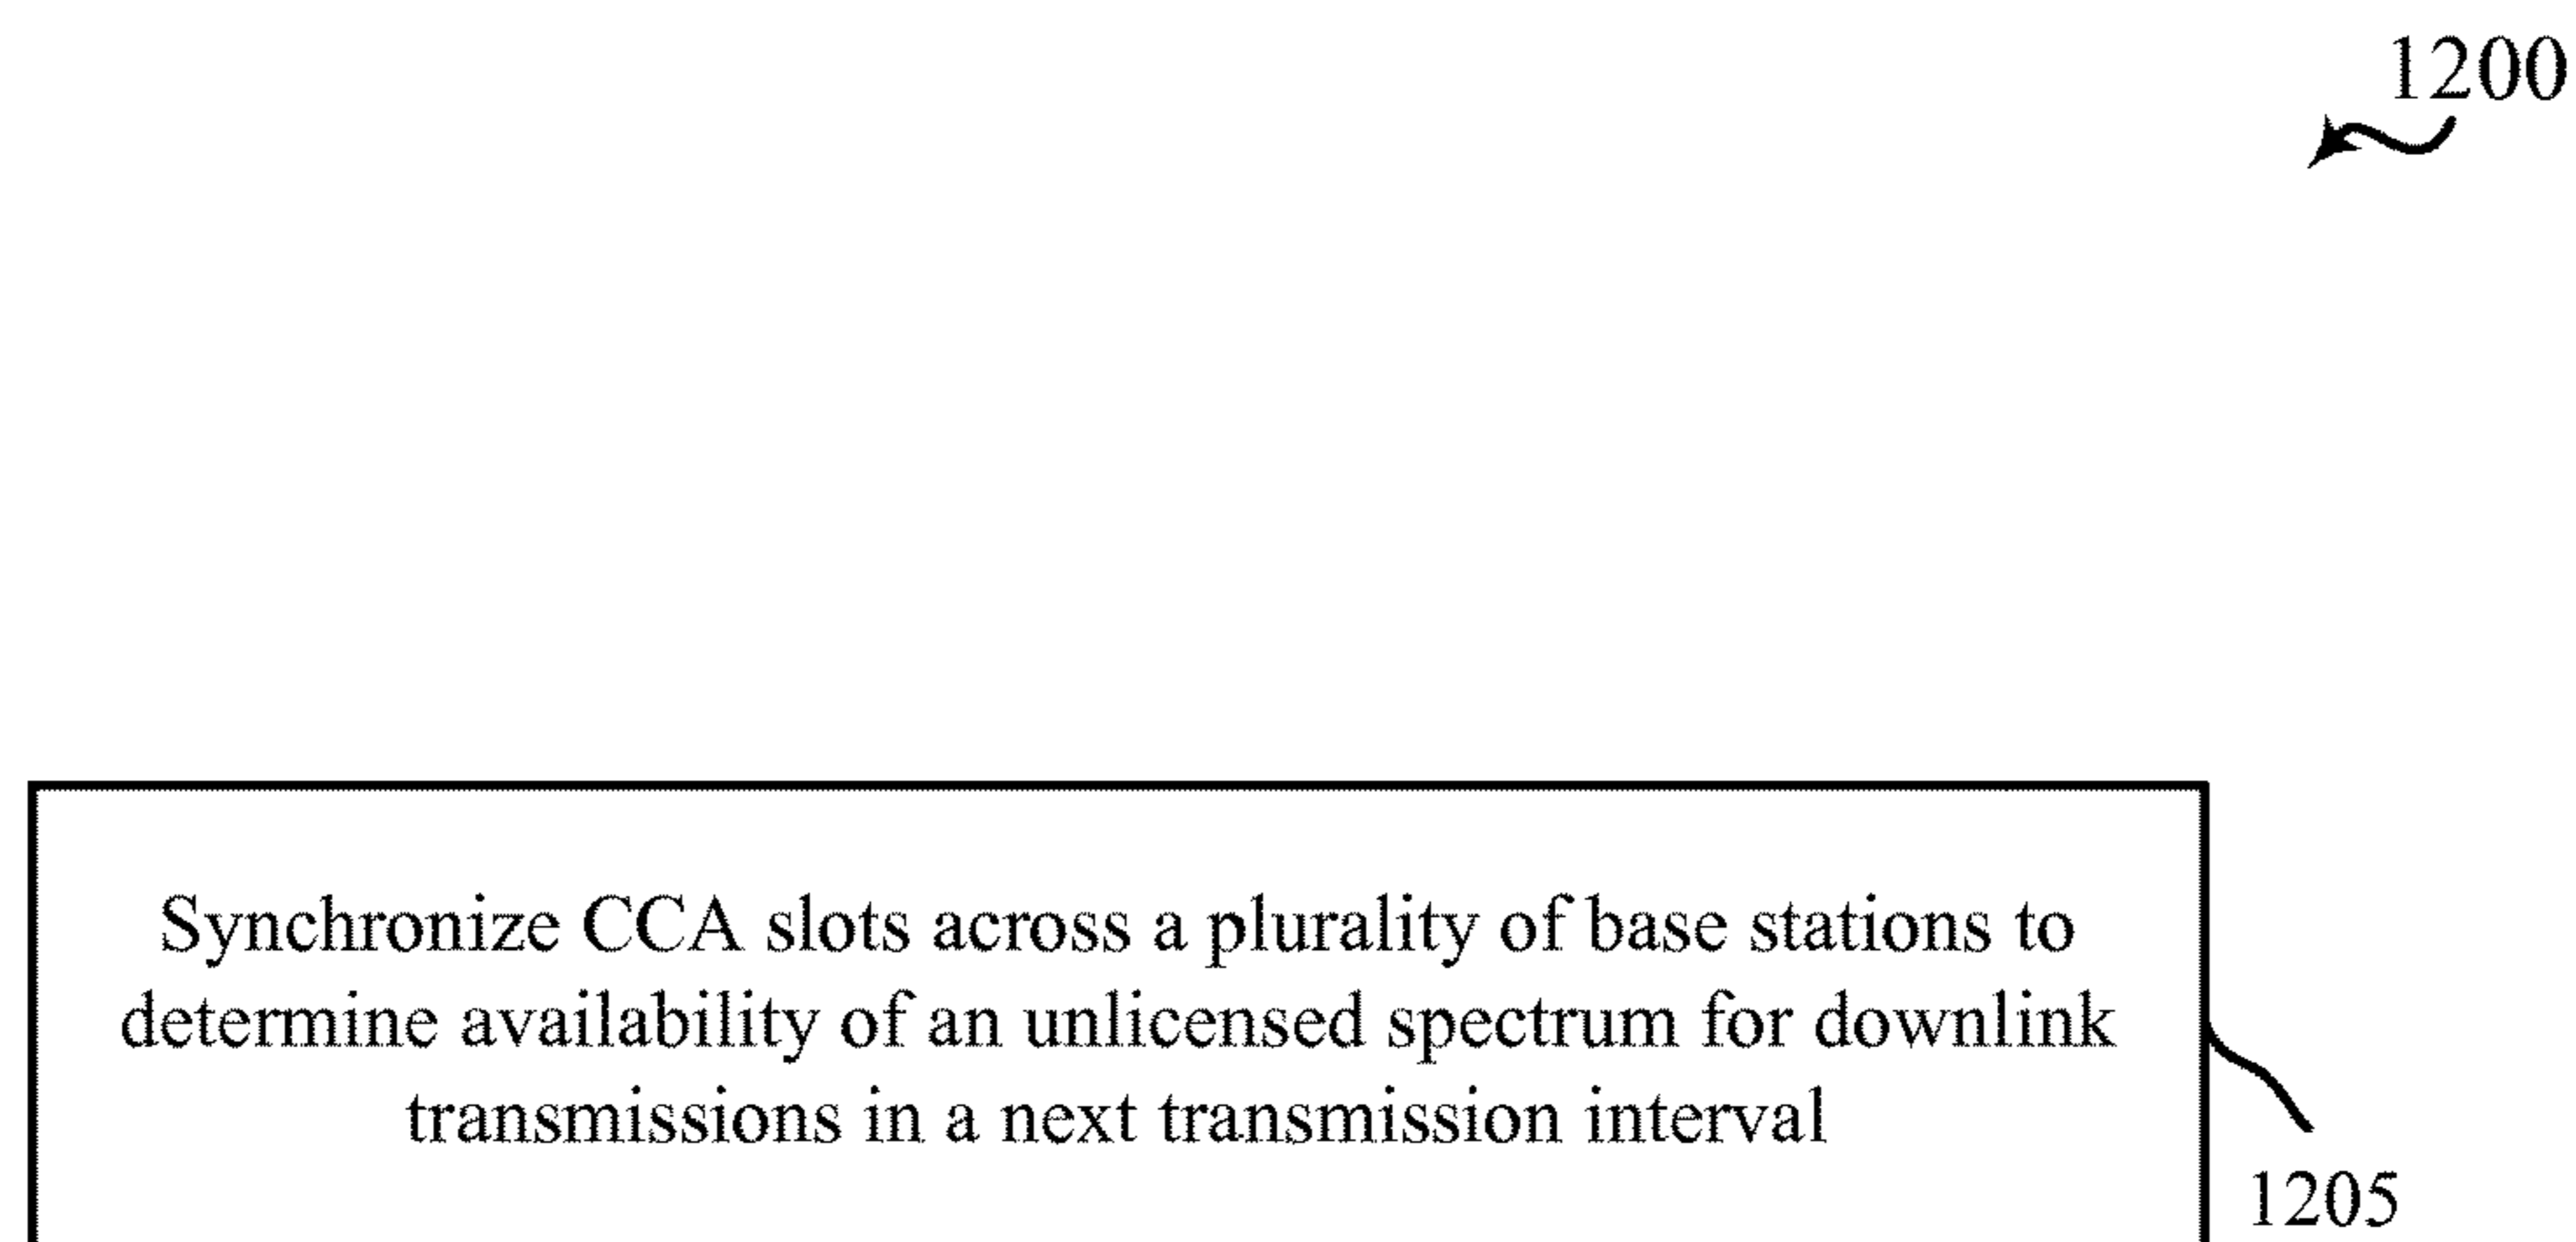 1200
Synchronize CCA slots across a plurality of base stations to
determine availability of an unlicensed spectrum for downlink
transmissions in a next transmission interval
1205